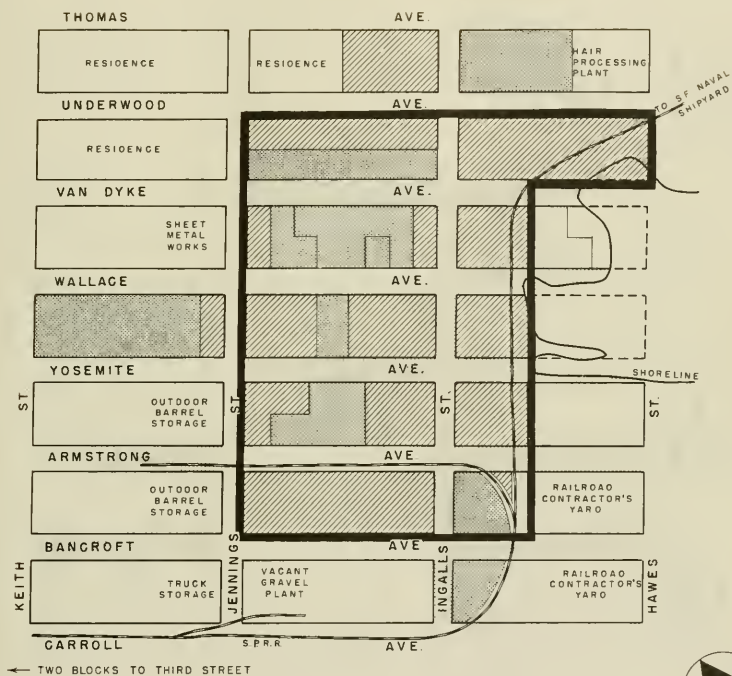 THOMAS AVE.
RESIDENCE
RESIDENCE
HAIR
PROCESSING
PLANT
UNDERWOOD AVE.
TO SF NAVAL
SHIPYARD
RESIDENCE
VAN DYKE AVE.
SHEET
METAL
WORKS
WALLACE AVE.
YOSEMITE AVE.
SHORELINE
ST
ST.
ST.
ST.
OUTDOOR
BARREL
STORAGE
ARMSTRONG AVE
OUTDOOR
BARREL
STORAGE
RAILROAD
CONTRACTOR'S
YARO
BANCROFT AVE
KEITH
JENNINGS
INGALLS
HAWES
TRUCK
STORAGE
VACANT
GRAVEL
PLANT
RAILROAD
CONTRACTOR'S
YARO
CARROLL S.P.R.R. AVE.
← TWO BLOCKS TO THIRD STREET